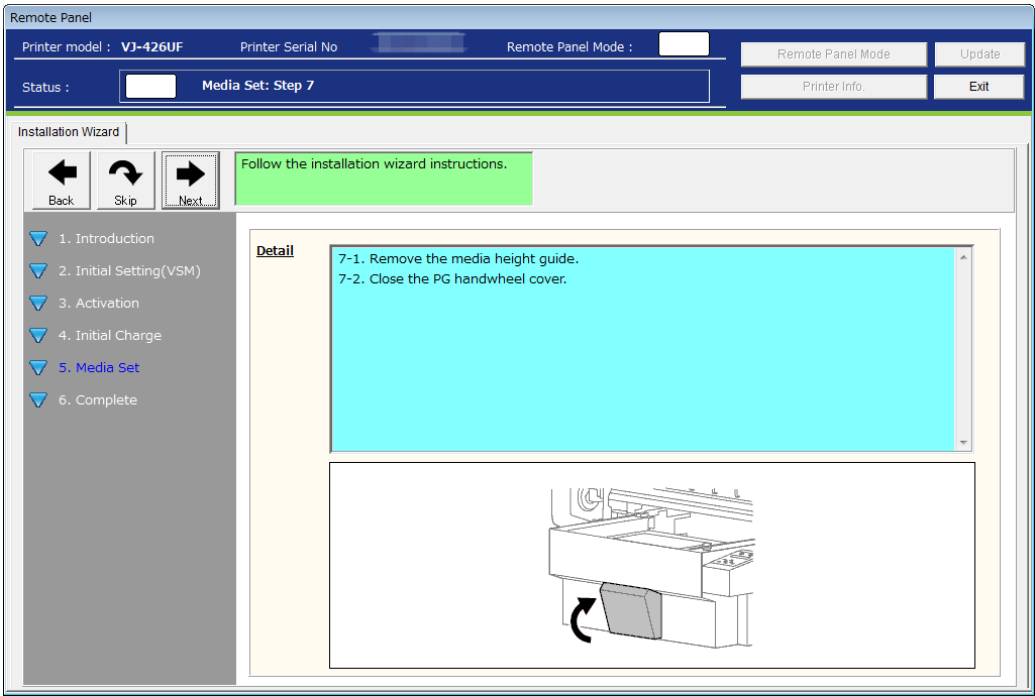 Remote Panel
Printer model : VJ-426UF Printer Serial No Remote Panel Mode :
Remote Panel Mode Update
Status : Media Set: Step 7
Printer Info. Exit
Installation Wizard
Back Skip Next
Follow the installation wizard instructions.
1. Introduction
2. Initial Setting(VSM)
3. Activation
4. Initial Charge
5. Media Set
6. Complete
Detail
7-1. Remove the media height guide.
7-2. Close the PG handwheel cover.